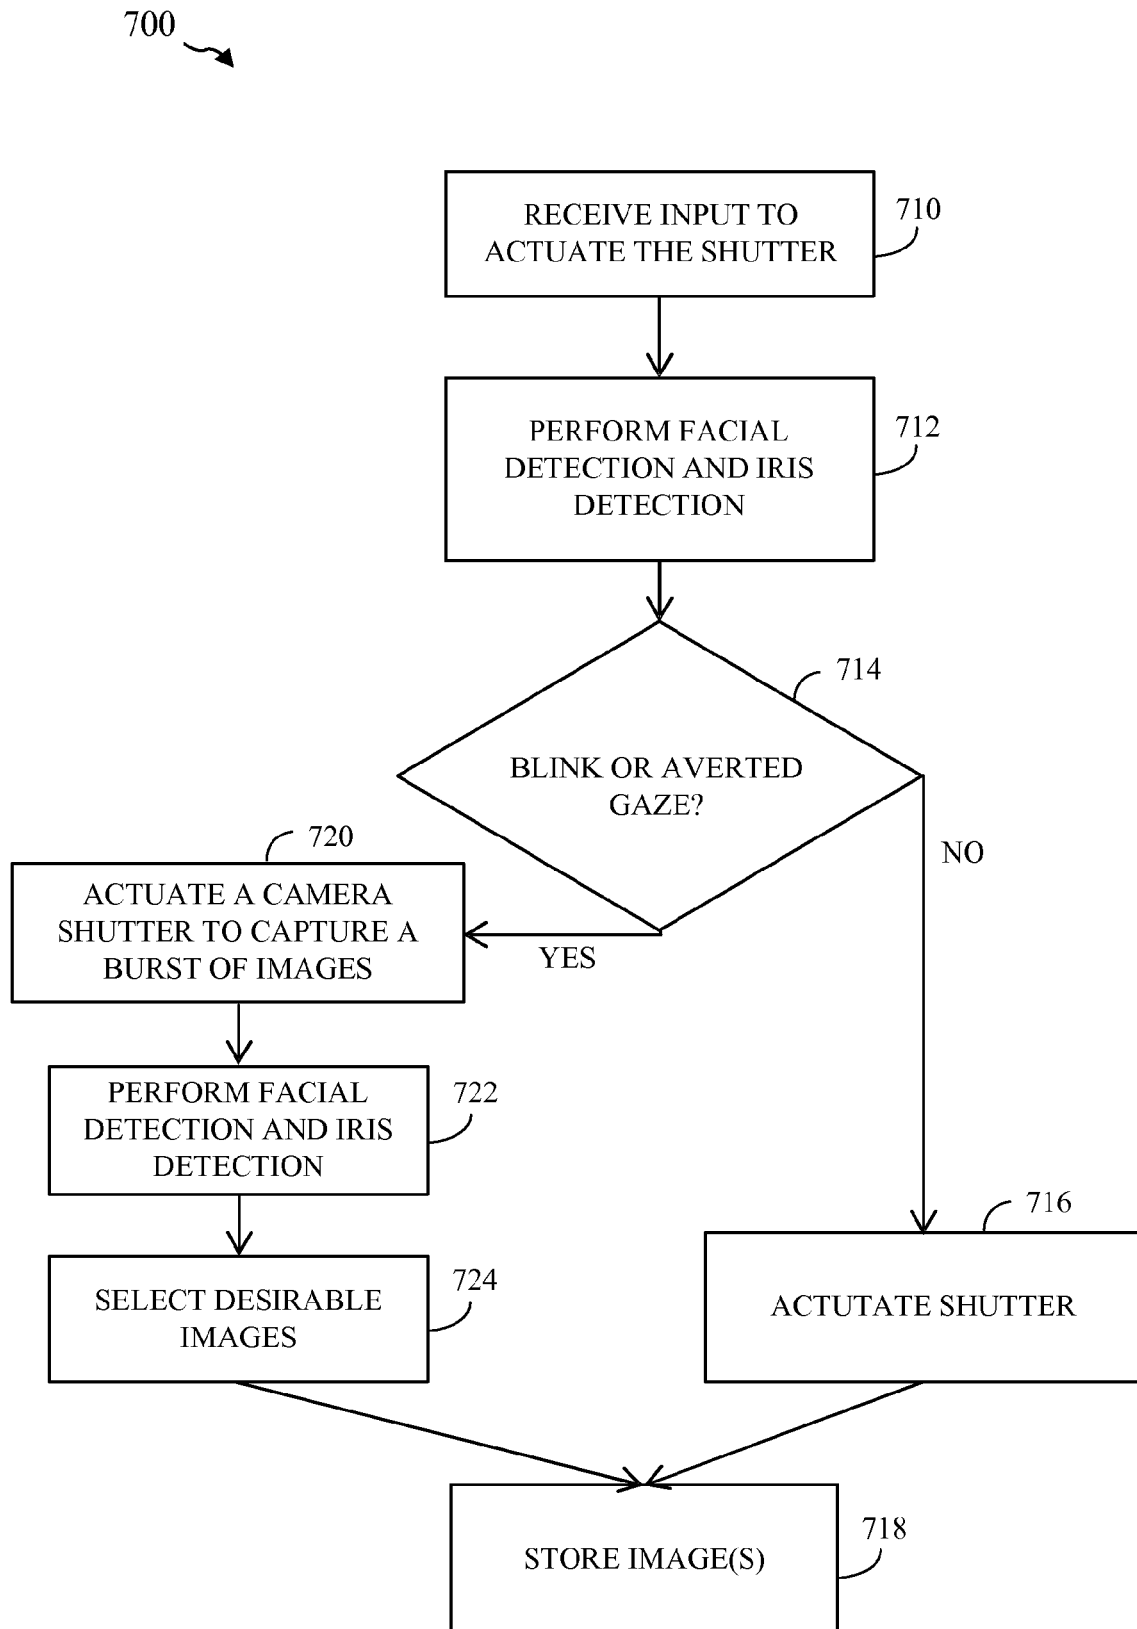 700
RECEIVE INPUT TO
ACTUATE THE SHUTTER
710
PERFORM FACIAL
DETECTION AND IRIS
DETECTION
712
BLINK OR AVERTED
GAZE?
714
NO
YES
720
ACTUATE A CAMERA
SHUTTER TO CAPTURE A
BURST OF IMAGES
PERFORM FACIAL
DETECTION AND IRIS
DETECTION
722
SELECT DESIRABLE
IMAGES
724
716
ACTUTATE SHUTTER
STORE IMAGE(S)
718